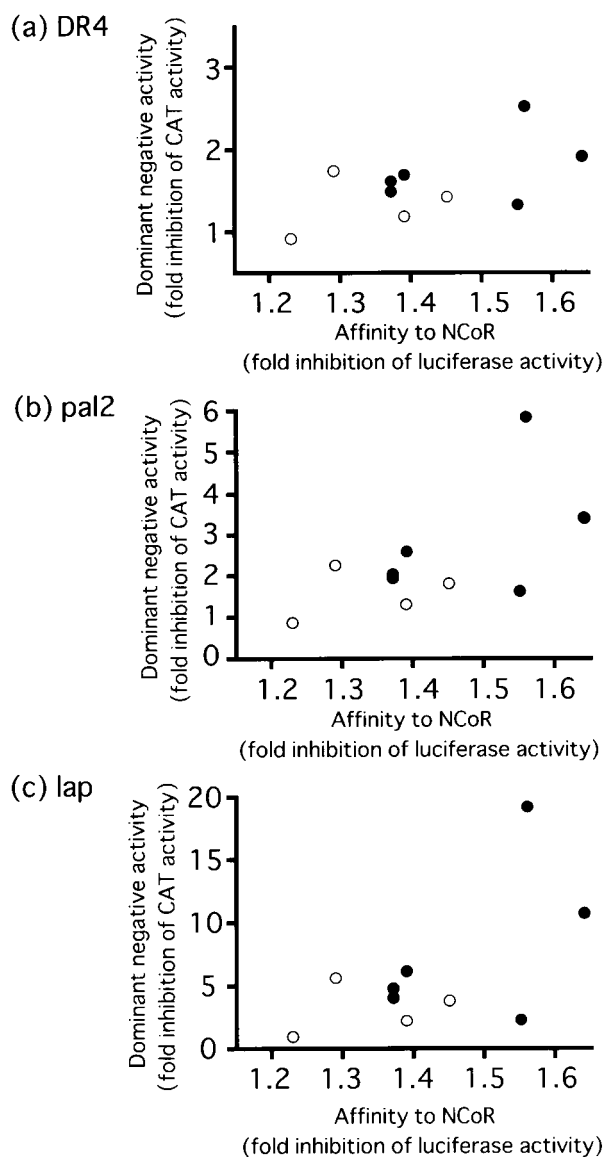 (a) DR4
Dominant negative activity
(fold inhibition of CAT activity)
3
2
1
1.2 1.3 1.4 1.5 1.6
Affinity to NCoR
(fold inhibition of luciferase activity)
(b) pal2
Dominant negative activity
(fold inhibition of CAT activity)
6
5
4
3
2
1
0
1.2 1.3 1.4 1.5 1.6
Affinity to NCoR
(fold inhibition of luciferase activity)
(c) lap
Dominant negative activity
(fold inhibition of CAT activity)
20
15
10
5
0
1.2 1.3 1.4 1.5 1.6
Affinity to NCoR
(fold inhibition of luciferase activity)